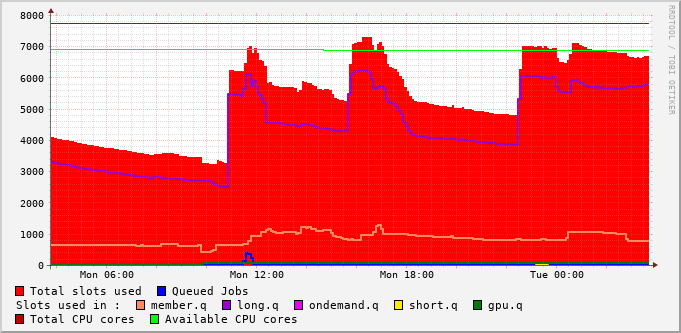 RRDTOOL / TOBI OETIKER
8000
7000
6000
5000
4000
3000
2000
1000
0
Mon 06:00 Mon 12:00 Mon 18:00 Tue 00:00
Total slots used Queued Jobs
Slots used in : member.q long.q ondemand.q short.q gpu.q
Total CPU cores Available CPU cores